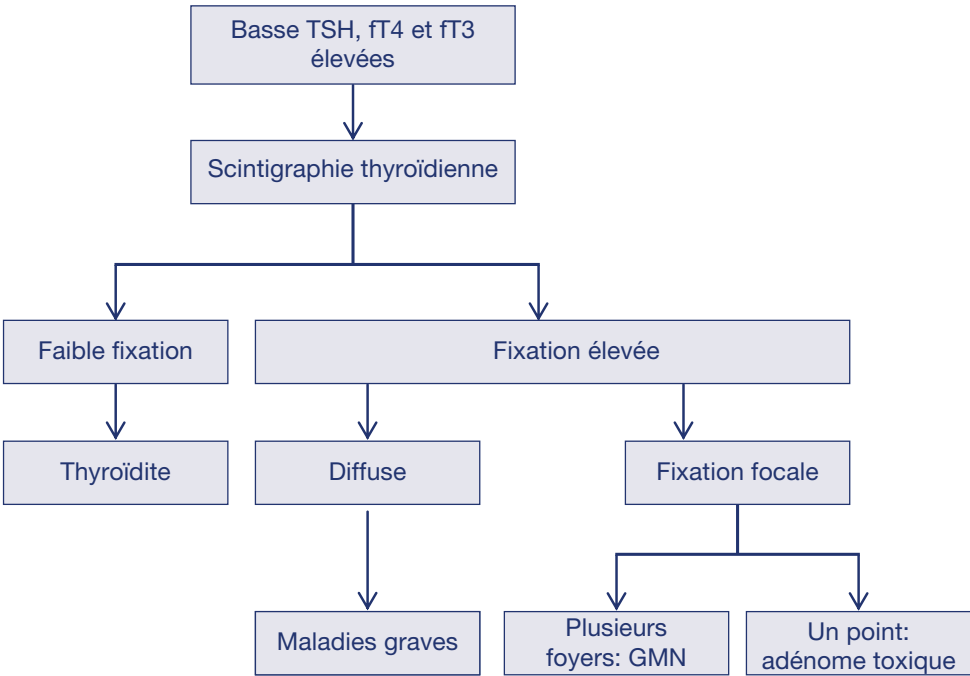 Basse TSH, fT4 et fT3
élevées
Scintigraphie thyroïdienne
Faible fixation
Fixation élevée
Thyroïdite
Diffuse
Fixation focale
Maladies graves
Plusieurs
foyers: GMN
Un point:
adénome toxique